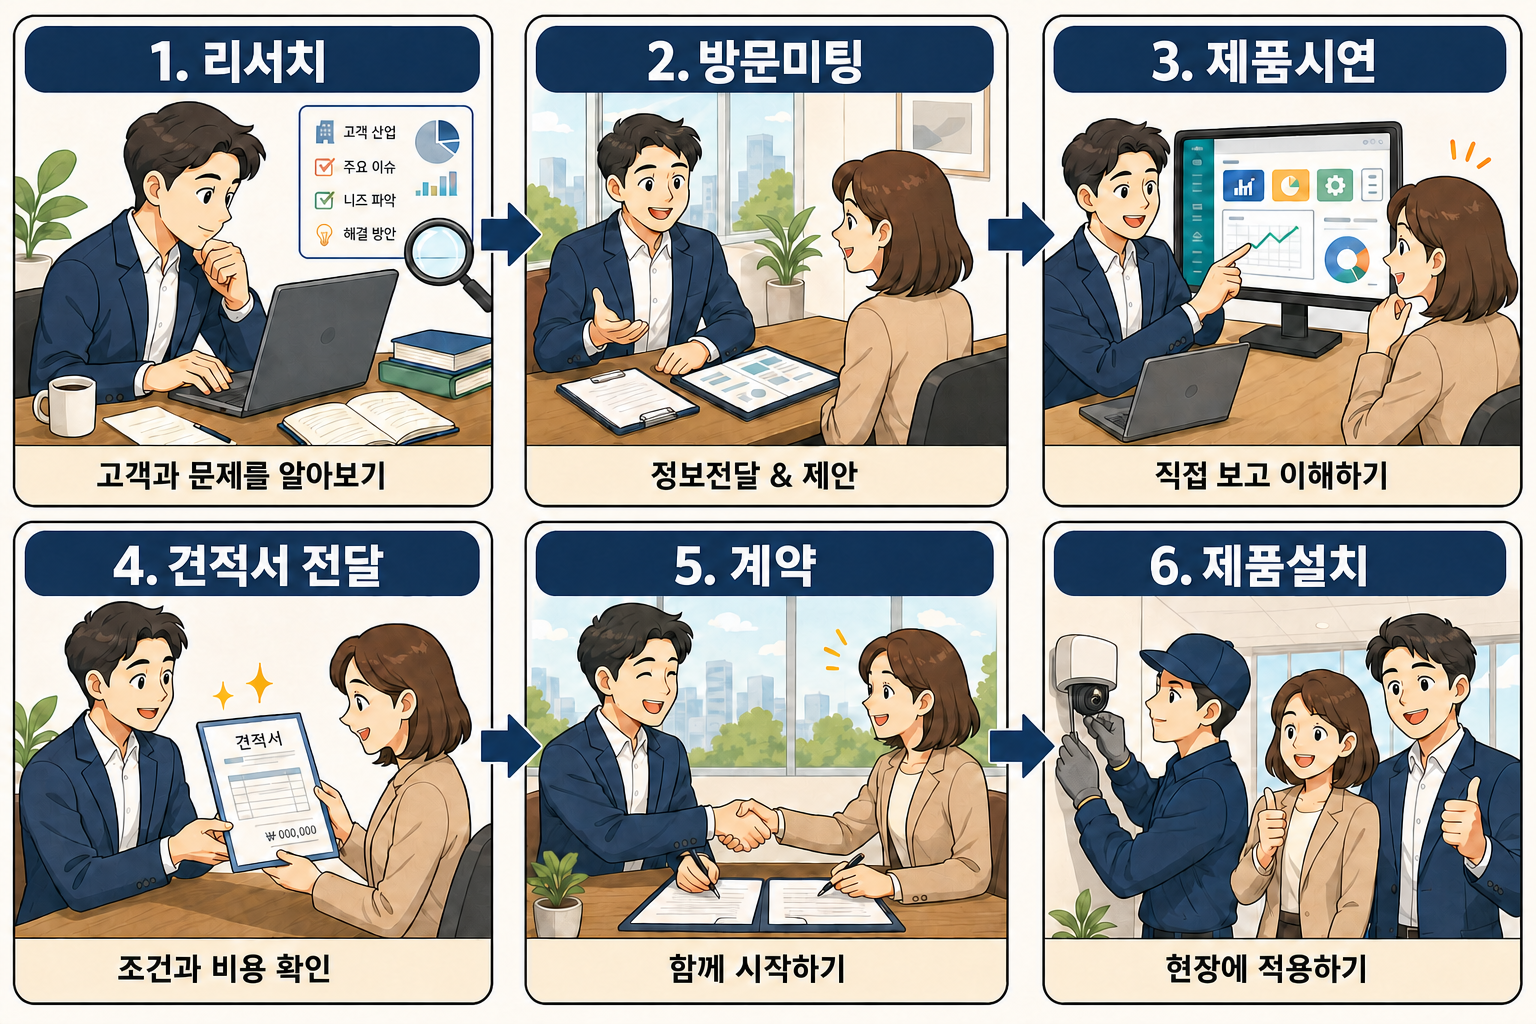 1. 리서치
고객 산업
주요 이슈
니즈 파악
해결 방안
고객과 문제를 알아보기
2. 방문미팅
정보전달 & 제안
3. 제품시연
직접 보고 이해하기
4. 견적서 전달
견적서
₩ 000,000
조건과 비용 확인
5. 계약
함께 시작하기
6. 제품설치
현장에 적용하기